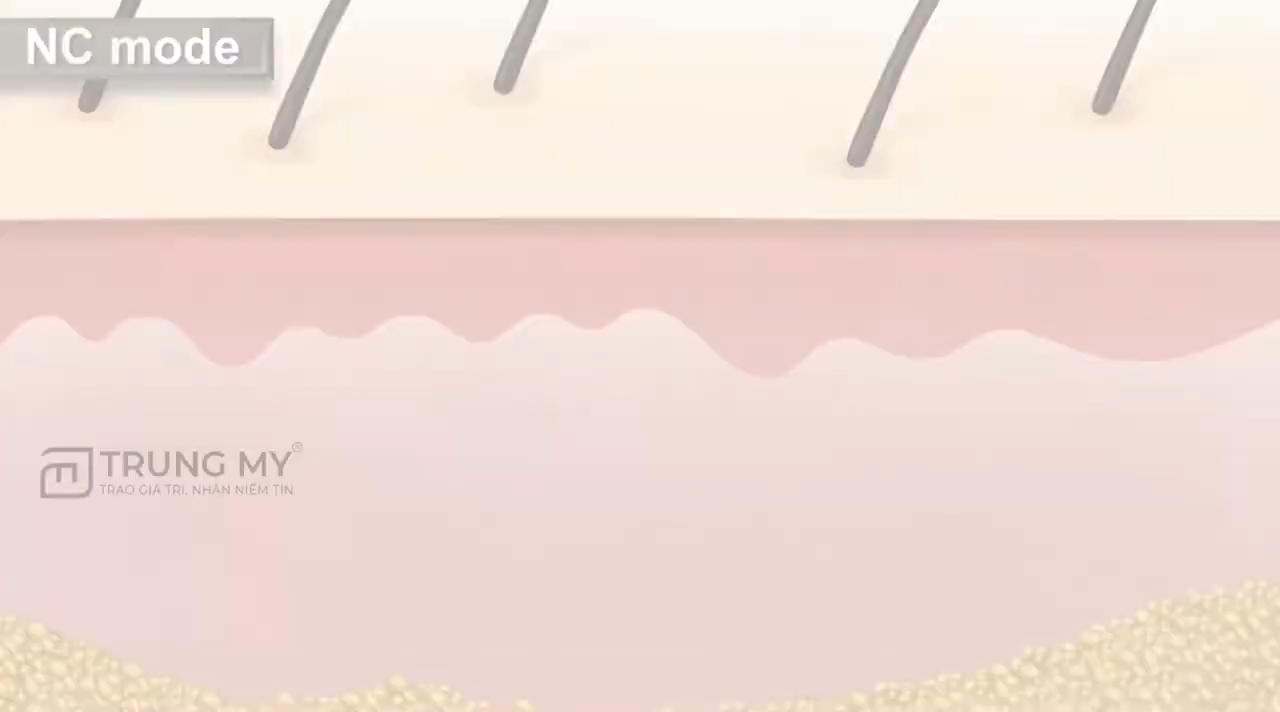 NC mode
TRUNG MY®
TRAO GIÁ TRỊ, NHẬN NIỀM TIN